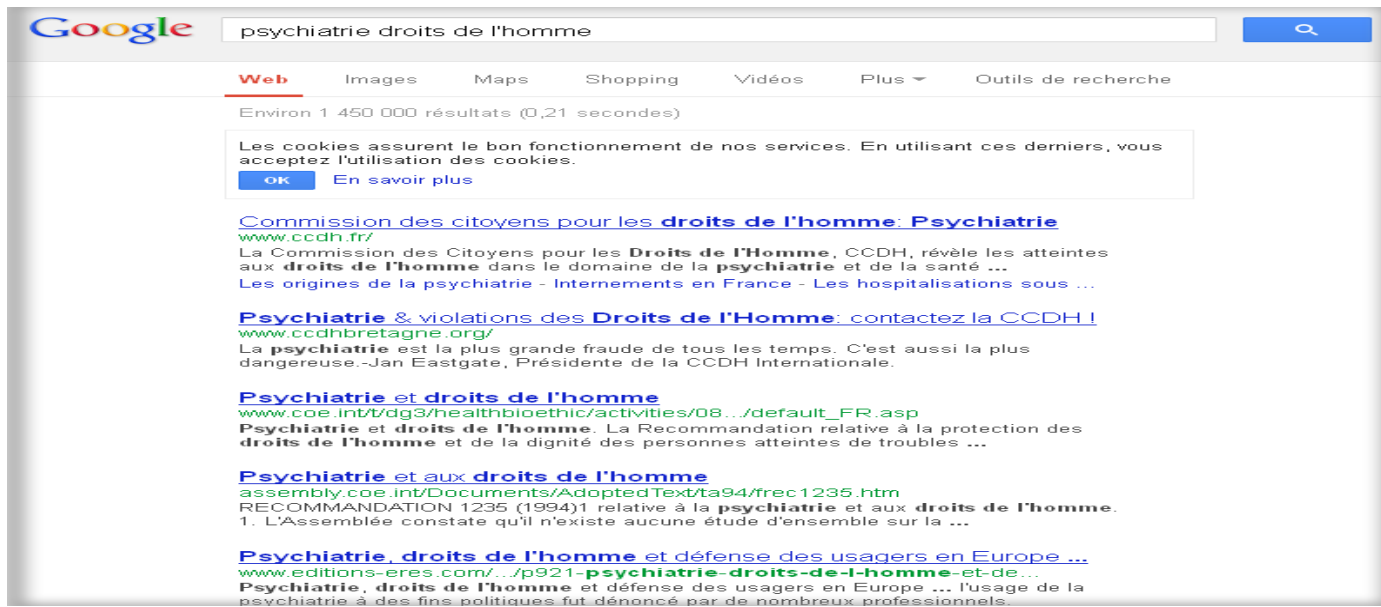 Google psychiatrie droits de l'homme
Web Images Maps Shopping Vidéos Plus Outils de recherche
Environ 1 450 000 résultats (0,21 secondes)
Les cookies assurent le bon fonctionnement de nos services. En utilisant ces derniers, vous
acceptez l'utilisation des cookies.
OK En savoir plus
Commission des citoyens pour les droits de l'homme: Psychiatrie
www.ccdh.fr/
La Commission des Citoyens pour les Droits de l'Homme, CCDH, révèle les atteintes
aux droits de l'homme dans le domaine de la psychiatrie et de la santé ...
Les origines de la psychiatrie - Internements en France - Les hospitalisations sous ...
Psychiatrie & violations des Droits de l'Homme: contactez la CCDH !
www.ccdhbretagne.org/
La psychiatrie est la plus grande fraude de tous les temps. C'est aussi la plus
dangereuse.-Jan Eastgate, Présidente de la CCDH Internationale.
Psychiatrie et droits de l'homme
www.coe.int/t/dg3/healthbioethic/activities/08.../default_FR.asp
Psychiatrie et droits de l'homme. La Recommandation relative à la protection des
droits de l'homme et de la dignité des personnes atteintes de troubles ...
Psychiatrie et aux droits de l'homme
assembly.coe.int/Documents/AdoptedText/ta94/frec1235.htm
RECOMMANDATION 1235 (1994)1 relative à la psychiatrie et aux droits de l'homme.
1. L'Assemblée constate qu'il n'existe aucune étude d'ensemble sur la ...
Psychiatrie, droits de l'homme et défense des usagers en Europe ...
www.editions-eres.com/.../p921-psychiatrie-droits-de-l-homme-et-de...
Psychiatrie, droits de l'homme et défense des usagers en Europe ... l'usage de la
psychiatrie à des fins politiques fut dénoncé par de nombreux professionnels.